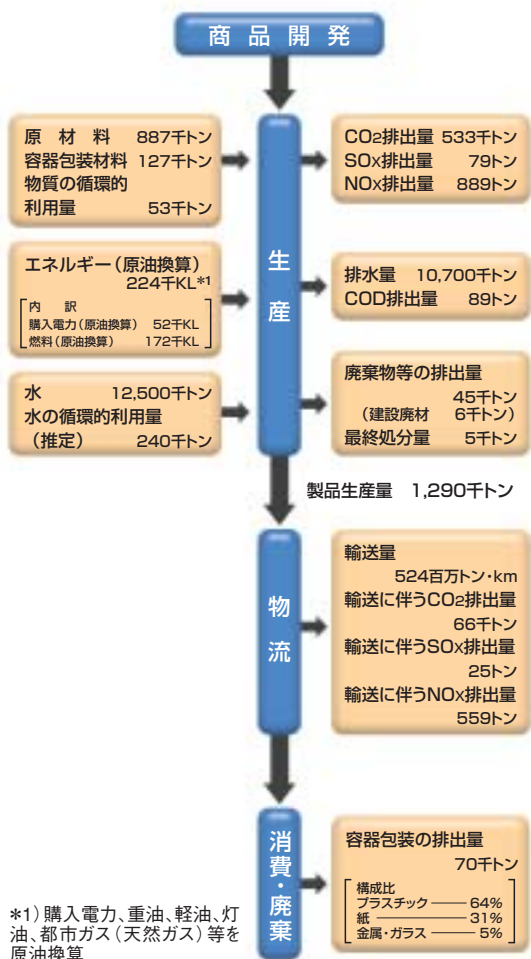 商品開発
原材料 887千トン
容器包装材料 127千トン
物質の循環的
利用量 53千トン
エネルギー(原油換算)
224千KL*1
内 訳
購入電力(原油換算) 52千KL
燃料(原油換算) 172千KL
水 12,500千トン
水の循環的利用量
(推定) 240千トン
生産
CO2排出量 533千トン
SOX排出量 79トン
NOX排出量 889トン
排水量 10,700千トン
COD排出量 89トン
廃棄物等の排出量
45千トン
(建設廃材 6千トン)
最終処分量 5千トン
製品生産量 1,290千トン
物流
輸送量
524百万トン・km
輸送に伴うCO2排出量
66千トン
輸送に伴うSOX排出量
25トン
輸送に伴うNOX排出量
559トン
消費・廃棄
容器包装の排出量
70千トン
構成比
プラスチック 64%
紙 31%
金属・ガラス 5%
*1)購入電力、重油、軽油、灯
油、都市ガス(天然ガス)等を
原油換算